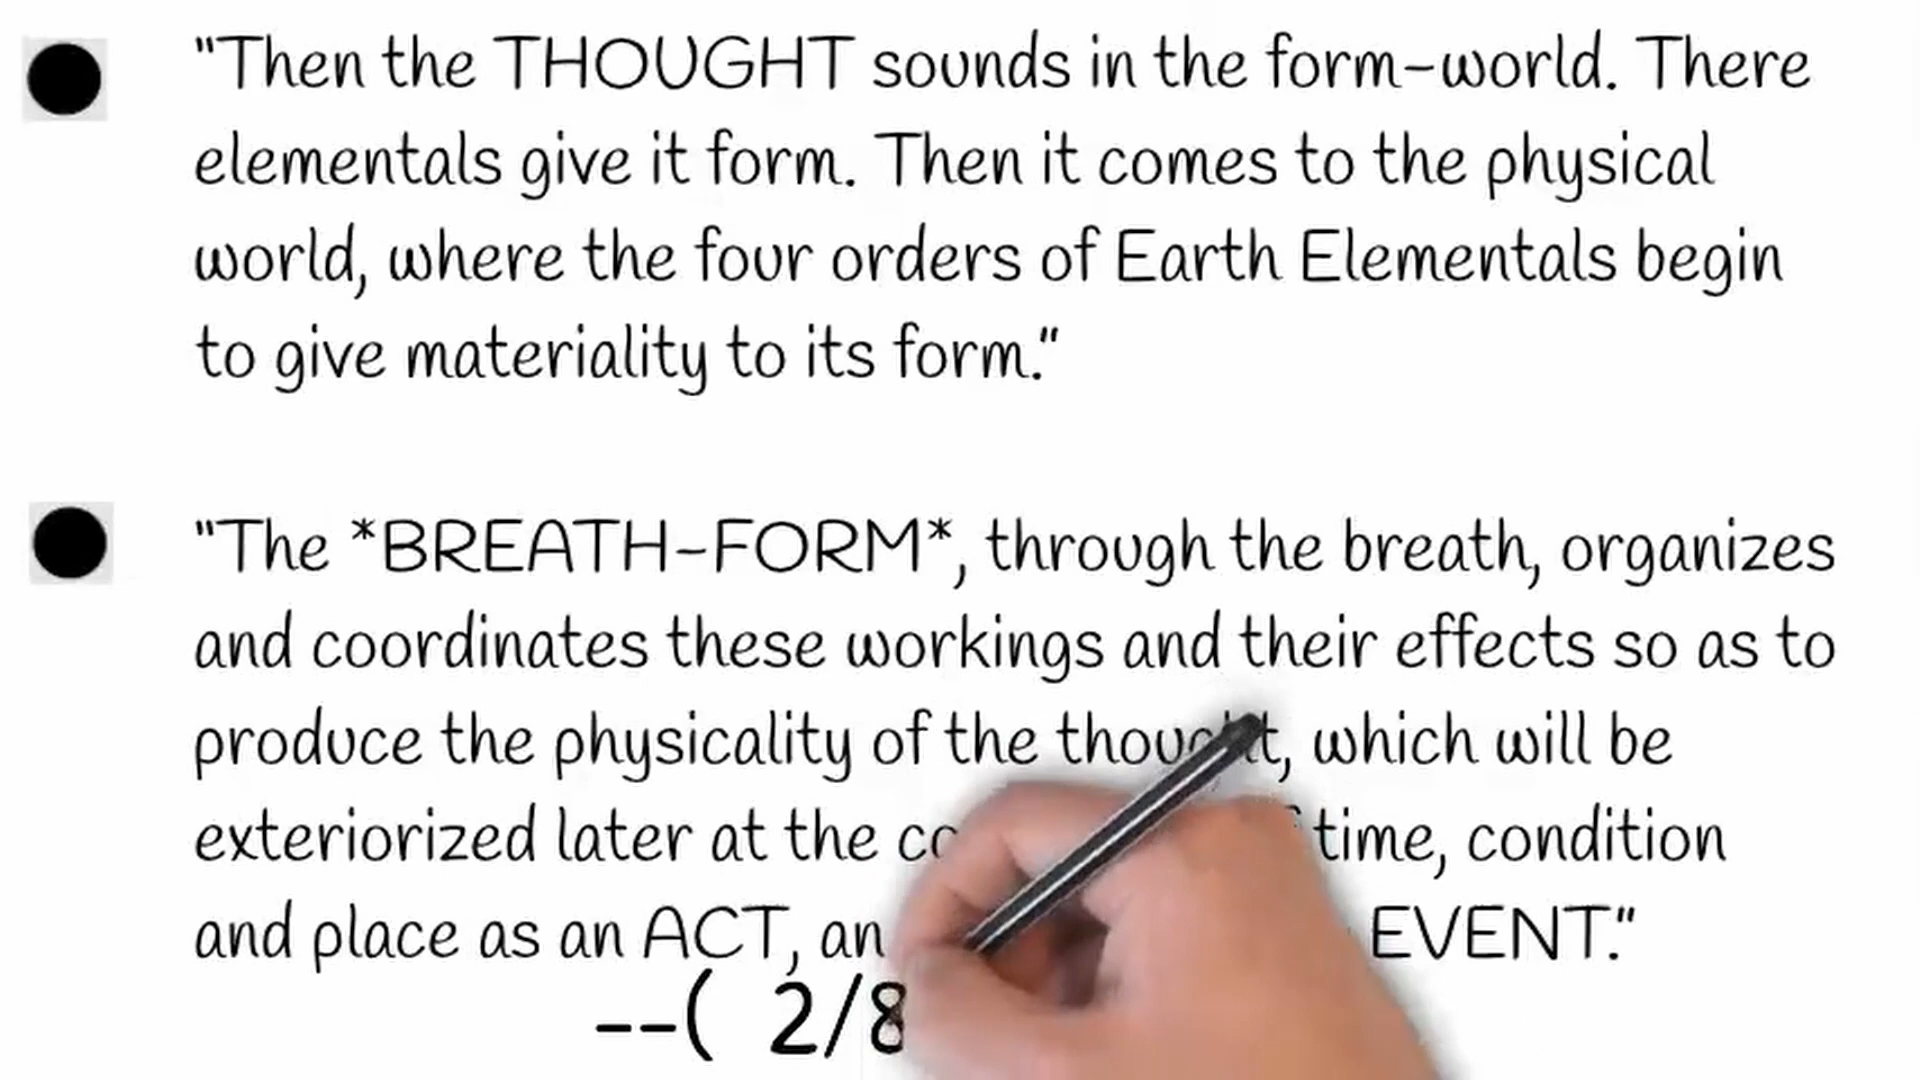 "Then the THOUGHT sounds in the form-world. There
elementals give it form. Then it comes to the physical
world, where the four orders of Earth Elementals begin
to give materiality to its form."
"The *BREATH-FORM*, through the breath, organizes
and coordinates these workings and their effects so as to
produce the physicality of the thought, which will be
exteriorized later at the time, condition
and place as an ACT, an EVENT."
--( 2/8